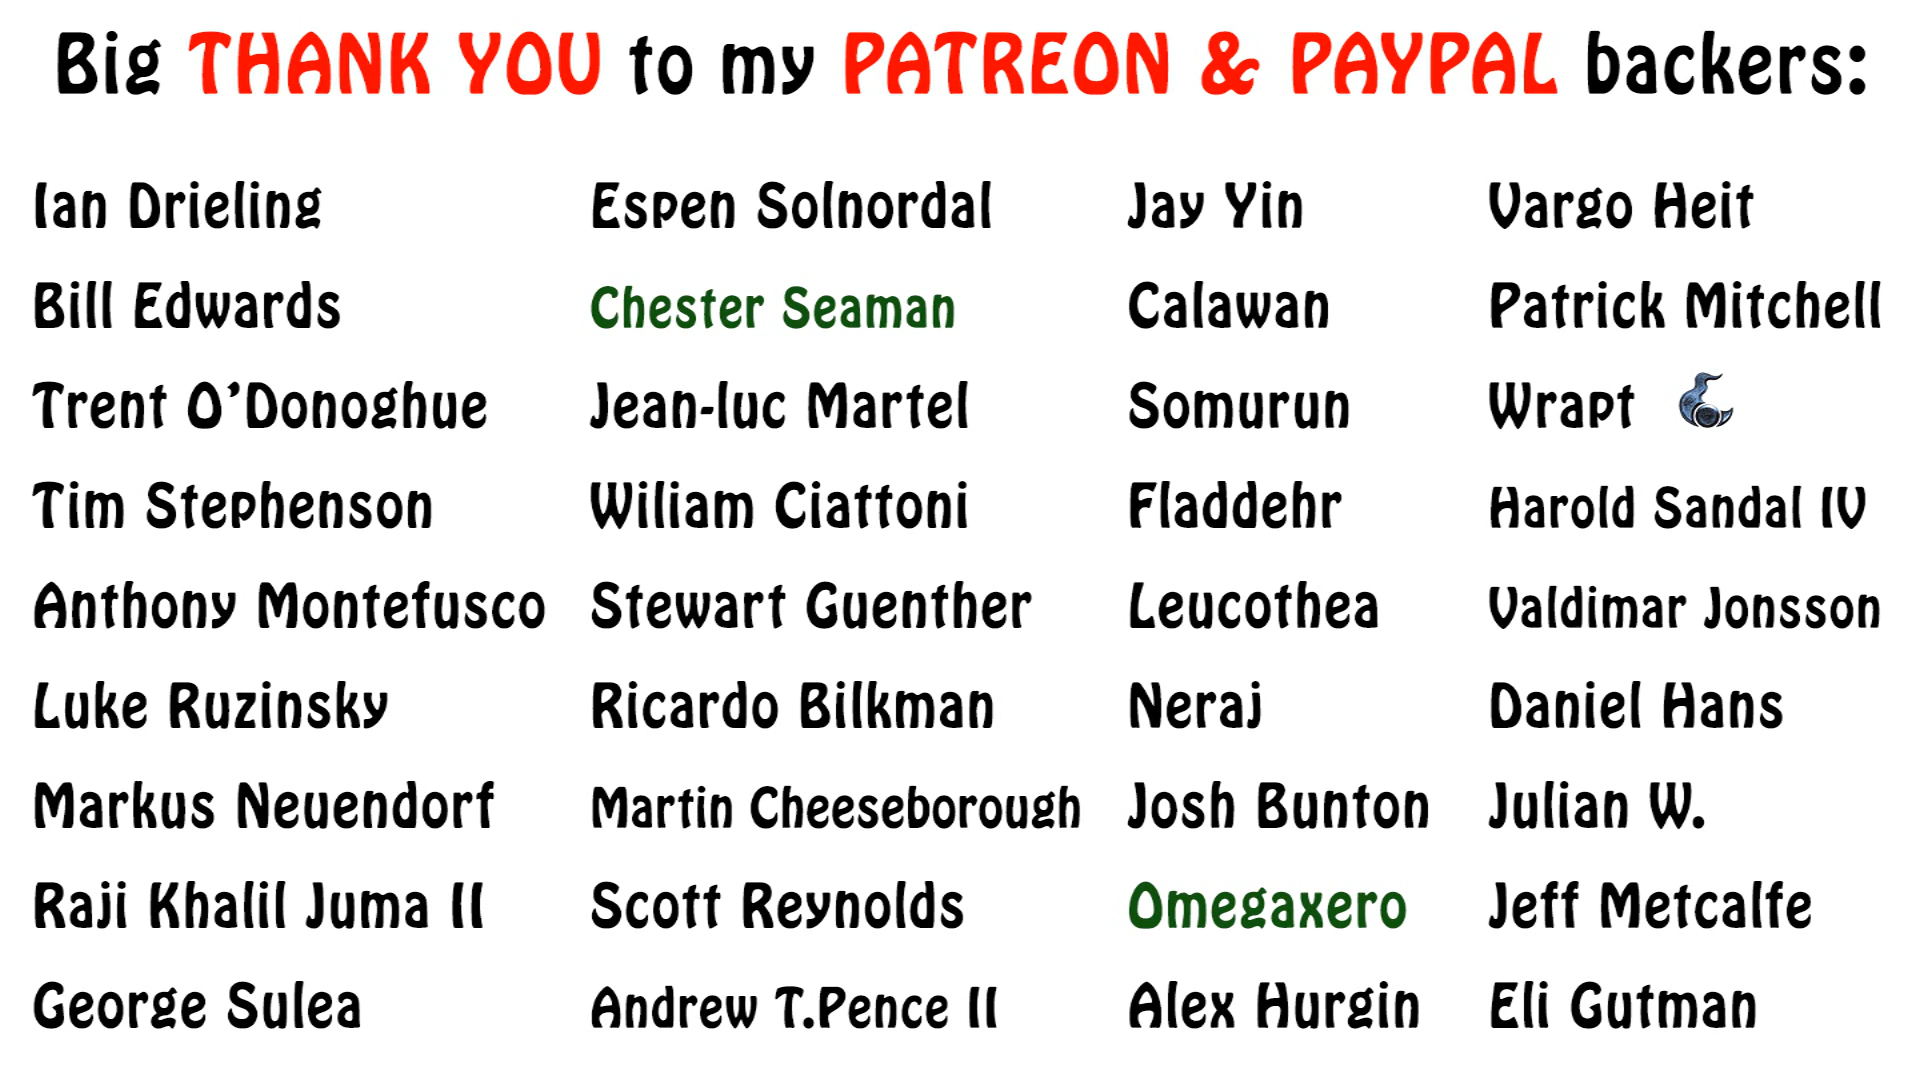 Big THANK YOU to my PATREON & PAYPAL backers:
Ian Drieling
Bill Edwards
Trent O’Donoghue
Tim Stephenson
Anthony Montefusco
Luke Ruzinsky
Markus Neuendorf
Raji Khalil Juma II
George Sulea
Espen Solnordal
Chester Seaman
Jean-luc Martel
Wiliam Ciattoni
Stewart Guenther
Ricardo Bilkman
Martin Cheeseborough
Scott Reynolds
Andrew T.Pence II
Jay Yin
Calawan
Somurun
Fladdehr
Leucothea
Neraj
Josh Bunton
Omegaxero
Alex Hurgin
Vargo Heit
Patrick Mitchell
Wrapt
Harold Sandal IV
Valdimar Jonsson
Daniel Hans
Julian W.
Jeff Metcalfe
Eli Gutman